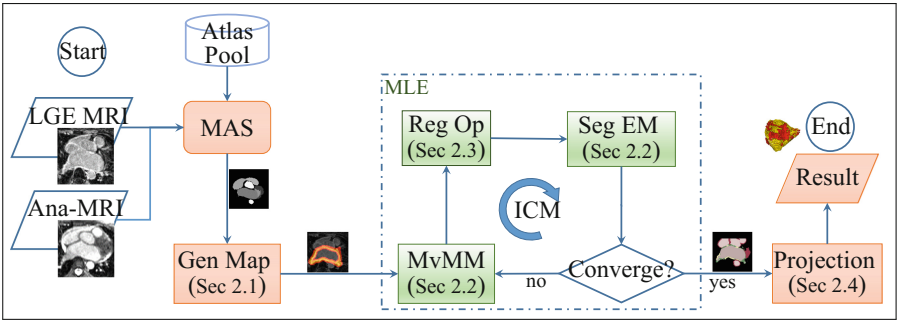 Start
Atlas
Pool
LGE MRI
MAS
Ana-MRI
Gen Map
(Sec 2.1)
MLE
Reg Op
(Sec 2.3)
Seg EM
(Sec 2.2)
ICM
MvMM
(Sec 2.2)
no
Converge?
yes
Projection
(Sec 2.4)
Result
End